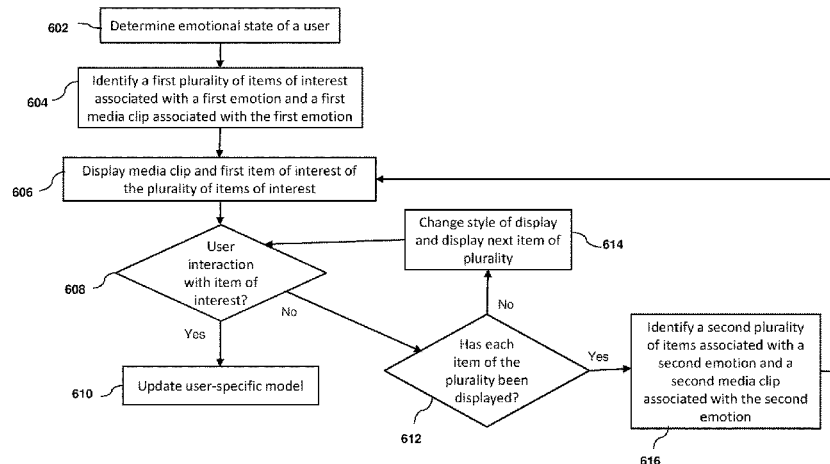 602
Determine emotional state of a user
604
Identify a first plurality of items of interest
associated with a first emotion and a first
media clip associated with the first emotion
606
Display media clip and first item of interest of
the plurality of items of interest
608
User
interaction
with item of
interest?
Yes
No
610
Update user-specific model
Change style of display
and display next item of
plurality
614
No
Has each
item of the
plurality been
displayed?
612
Yes
Identify a second plurality
of items associated with a
second emotion and a
second media clip
associated with the second
emotion
616